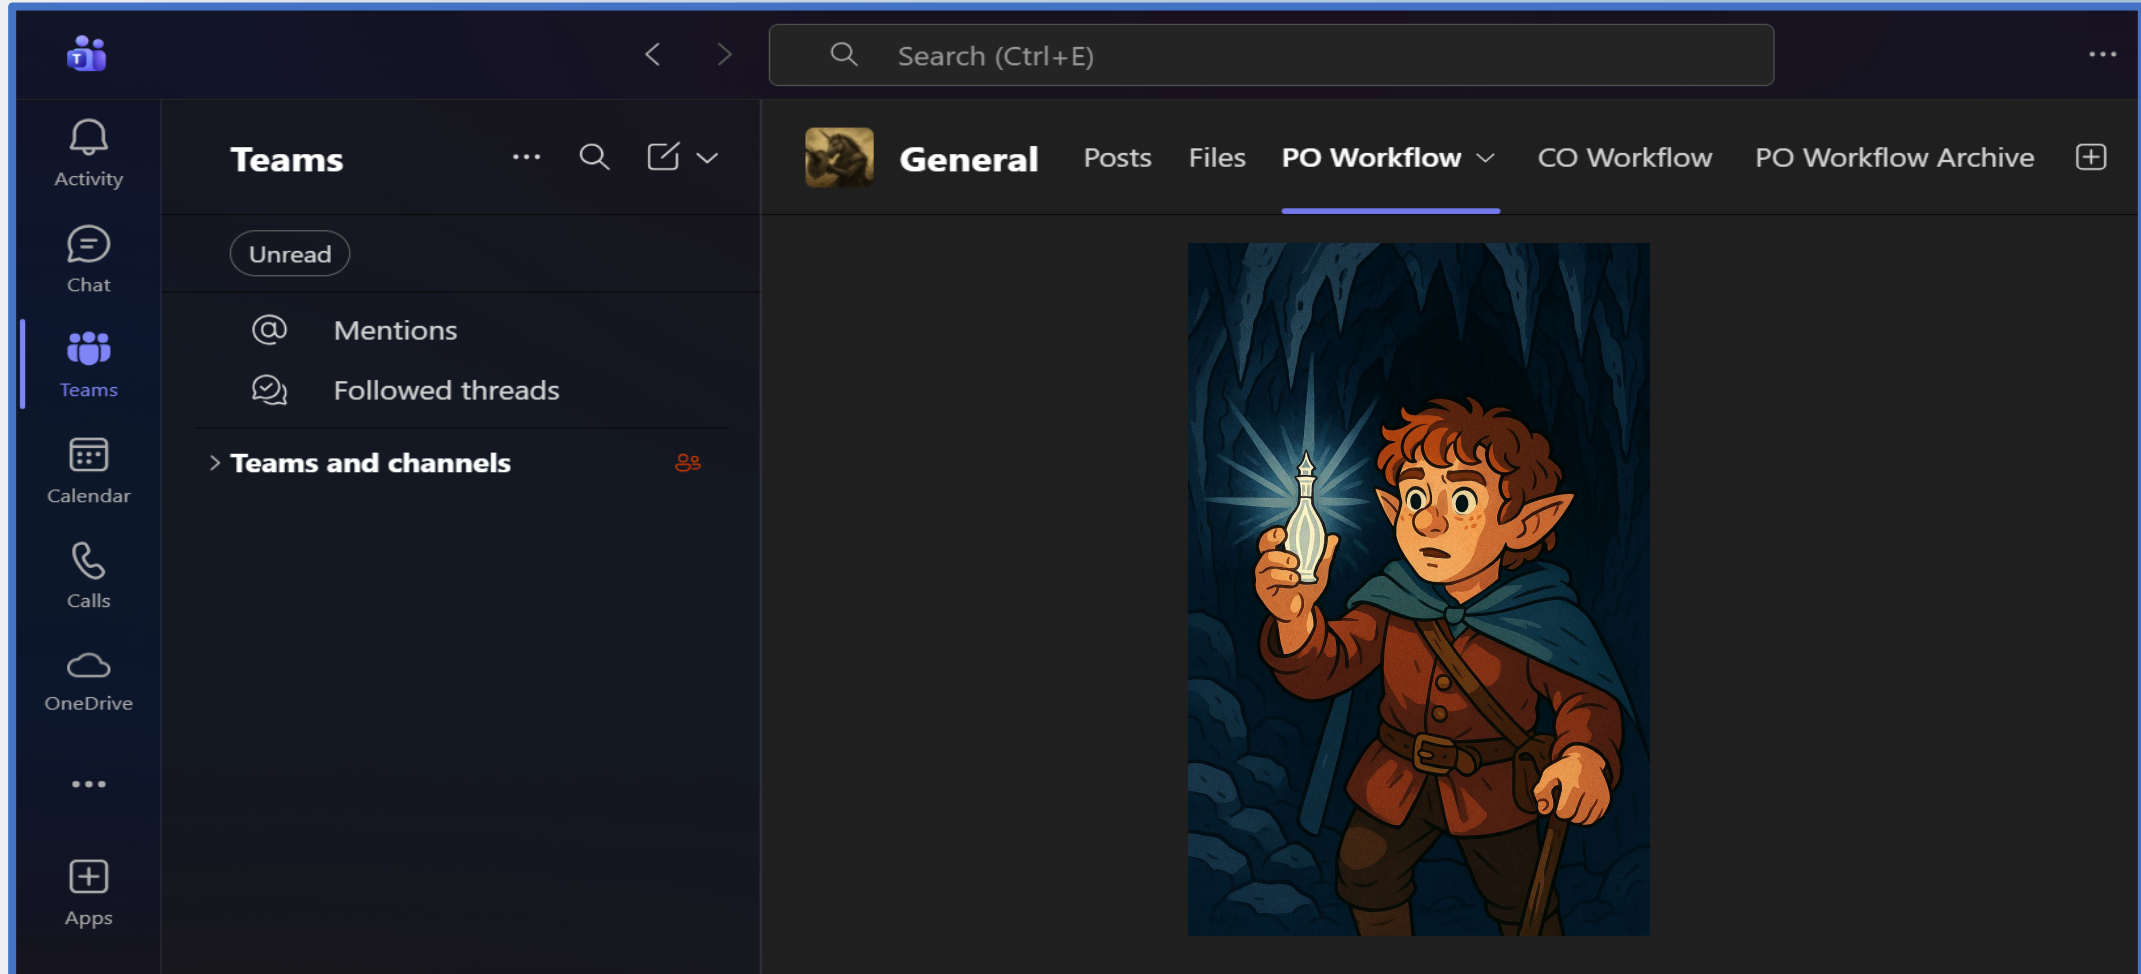 Search (Ctrl+E)
Activity
Chat
Teams
Calendar
Calls
OneDrive
Apps
Teams
Unread
Mentions
Followed threads
Teams and channels
General Posts Files PO Workflow CO Workflow PO Workflow Archive